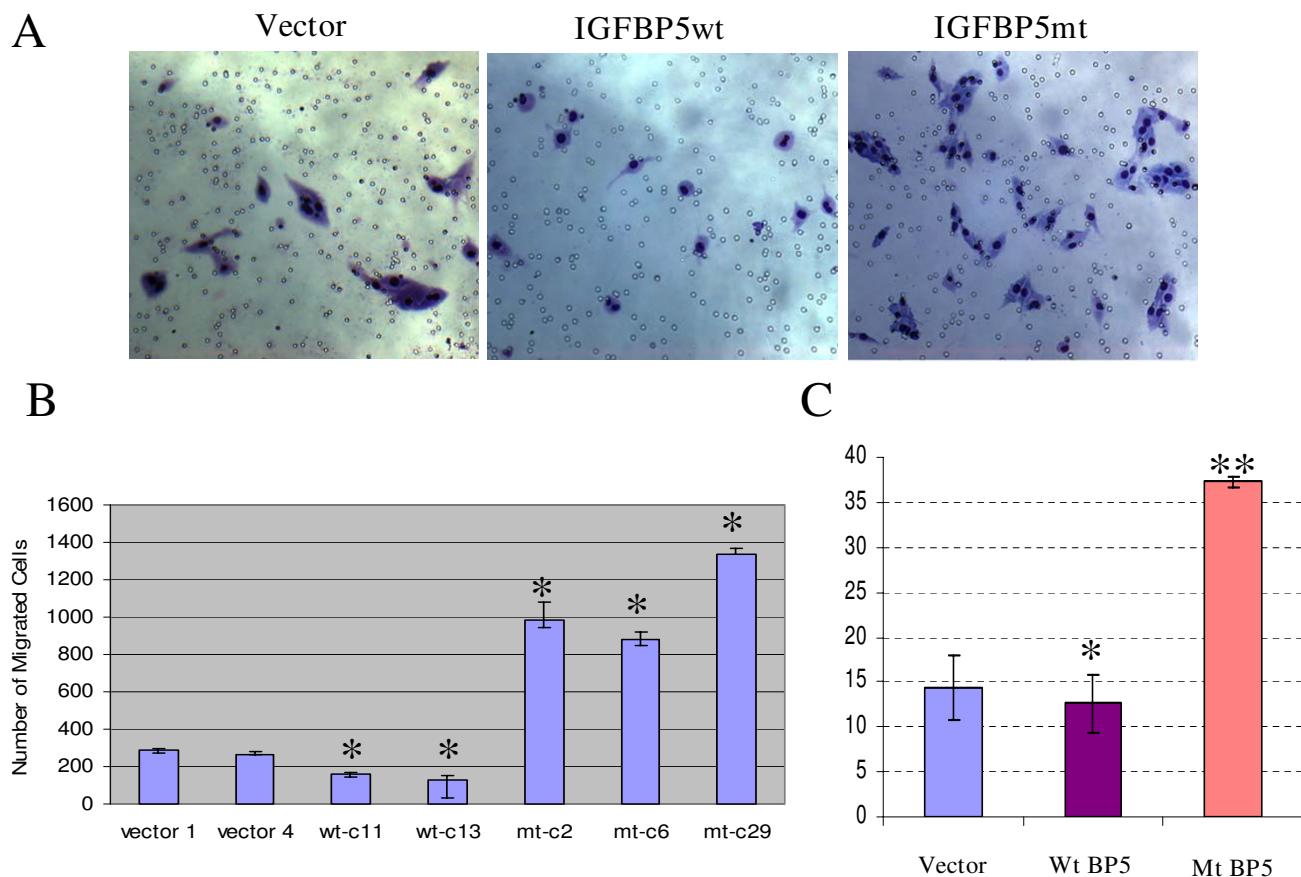 A
Vector
IGFBP5wt
IGFBP5mt
B
Number of Migrated Cells
1600
1400
1200
1000
800
600
400
200
0
*
*
*
*
*
vector 1
vector 4
wt-c11
wt-c13
mt-c2
mt-c6
mt-c29
C
40
35
30
25
20
15
10
5
0
*
**
Vector
Wt BP5
Mt BP5